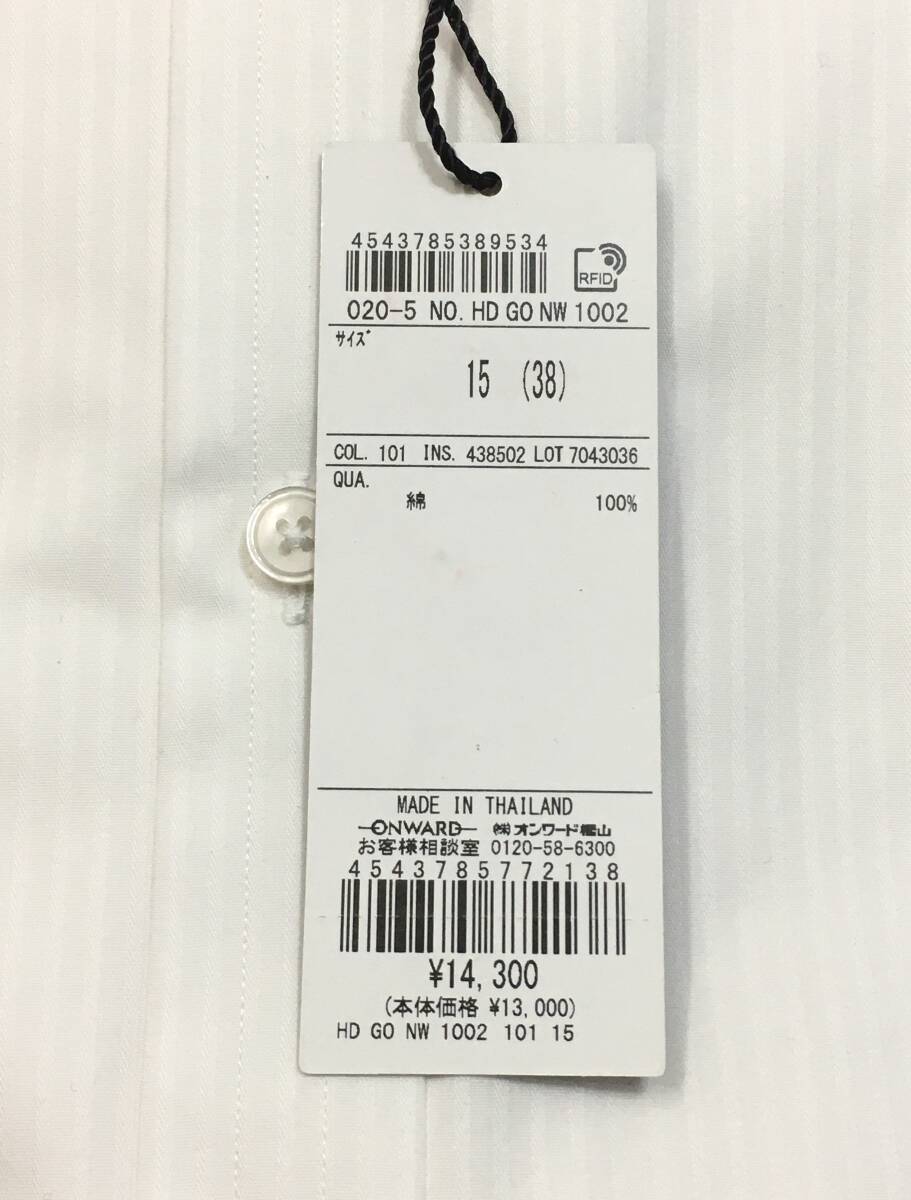 4543785389534
RFID
020-5 NO. HD GO NW 1002
サイズ
15 (38)
COL. 101 INS. 438502 LOT 7043036
QUA.
綿 100%
MADE IN THAILAND
ONWARD ㈱オンワード樫山
お客様相談室 0120-58-6300
4543785772138
¥14,300
(本体価格 ¥13,000)
HD GO NW 1002 101 15